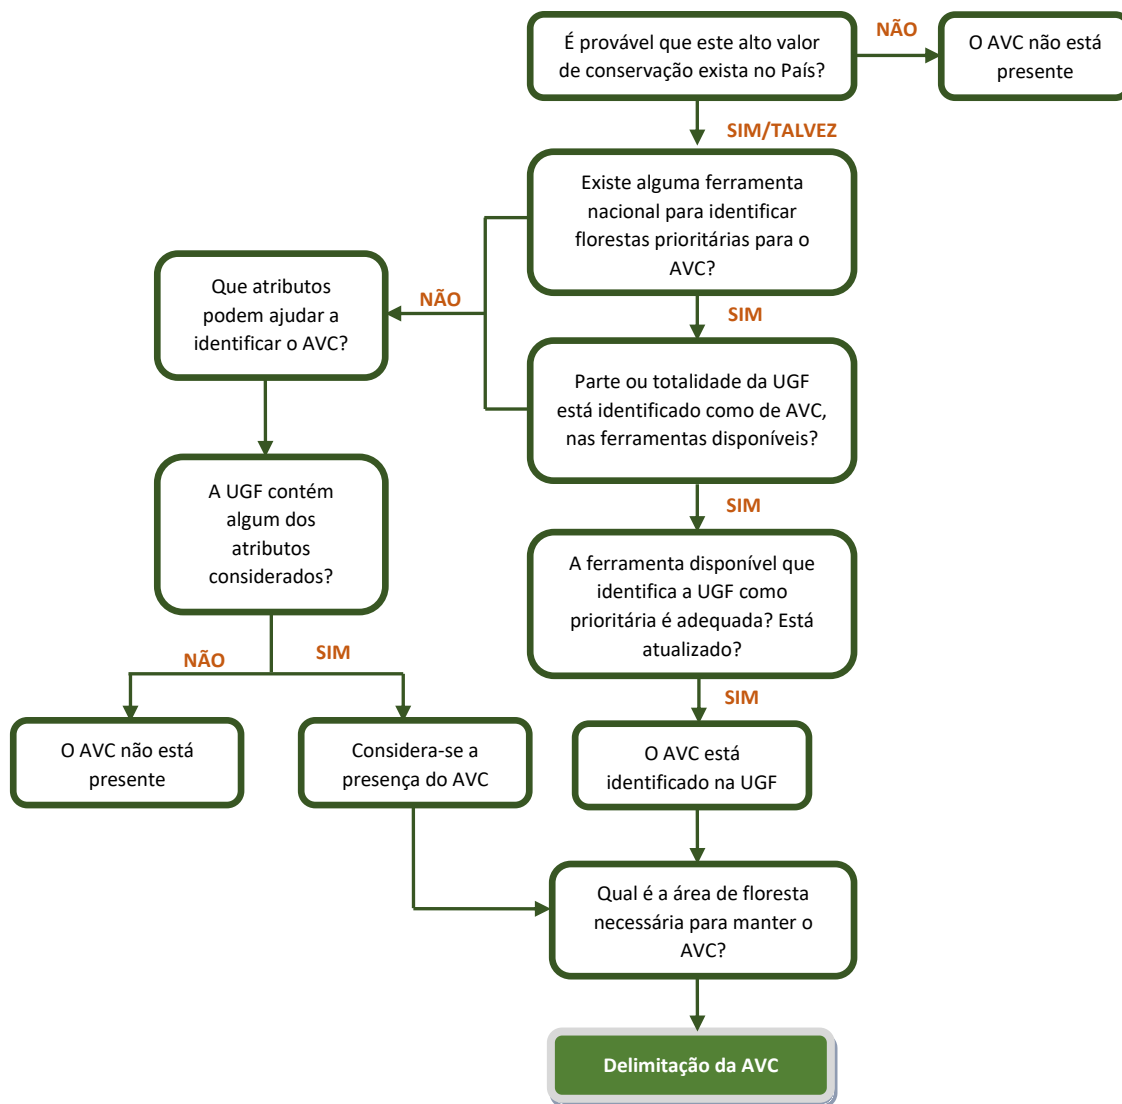 É provável que este alto valor
de conservação exista no País?
NÃO
O AVC não está
presente
SIM/TALVEZ
Existe alguma ferramenta
nacional para identificar
florestas prioritárias para o
AVC?
Que atributos
podem ajudar a
identificar o AVC?
NÃO
SIM
Parte ou totalidade da UGF
está identificado como de AVC,
nas ferramentas disponíveis?
A UGF contém
algum dos
atributos
considerados?
SIM
A ferramenta disponível que
identifica a UGF como
prioritária é adequada? Está
atualizado?
NÃO
SIM
SIM
O AVC não está
presente
Considera-se a
presença do AVC
O AVC está
identificado na UGF
Qual é a área de floresta
necessária para manter o
AVC?
Delimitação da AVC